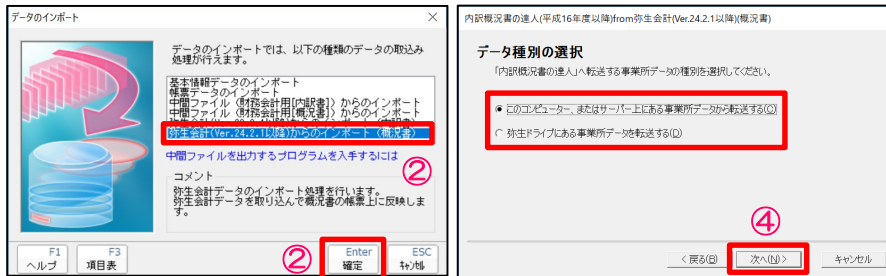 データのインポート
データのインポートでは、以下の種類のデータの取込み
処理が行えます。
基本情報データのインポート
帳票データのインポート
中間ファイル（財務会計用[内訳書]）からのインポート
中間ファイル（財務会計用[概況書]）からのインポート
弥生会計(Ver.24.2.1以降)からのインポート（概況書）
中間ファイルを出力するプログラムを入手するには
②
コメント
弥生会計データのインポート処理を行います。
弥生会計データを取り込んで概況書の帳票上に反映しま
す。
F1
ヘルプ
F3
項目表
②
Enter
確定
ESC
ｷｬﾝｾﾙ
内訳概況書の達人(平成16年度以降)from弥生会計(Ver.24.2.1以降)(概況書)
データ種別の選択
「内訳概況書の達人」へ転送する事業所データの種別を選択してください。
このコンピューター、またはサーバー上にある事業所データから転送する(C)
弥生ドライブにある事業所データを転送する(D)
④
< 戻る(B)
次へ(N) >
キャンセル